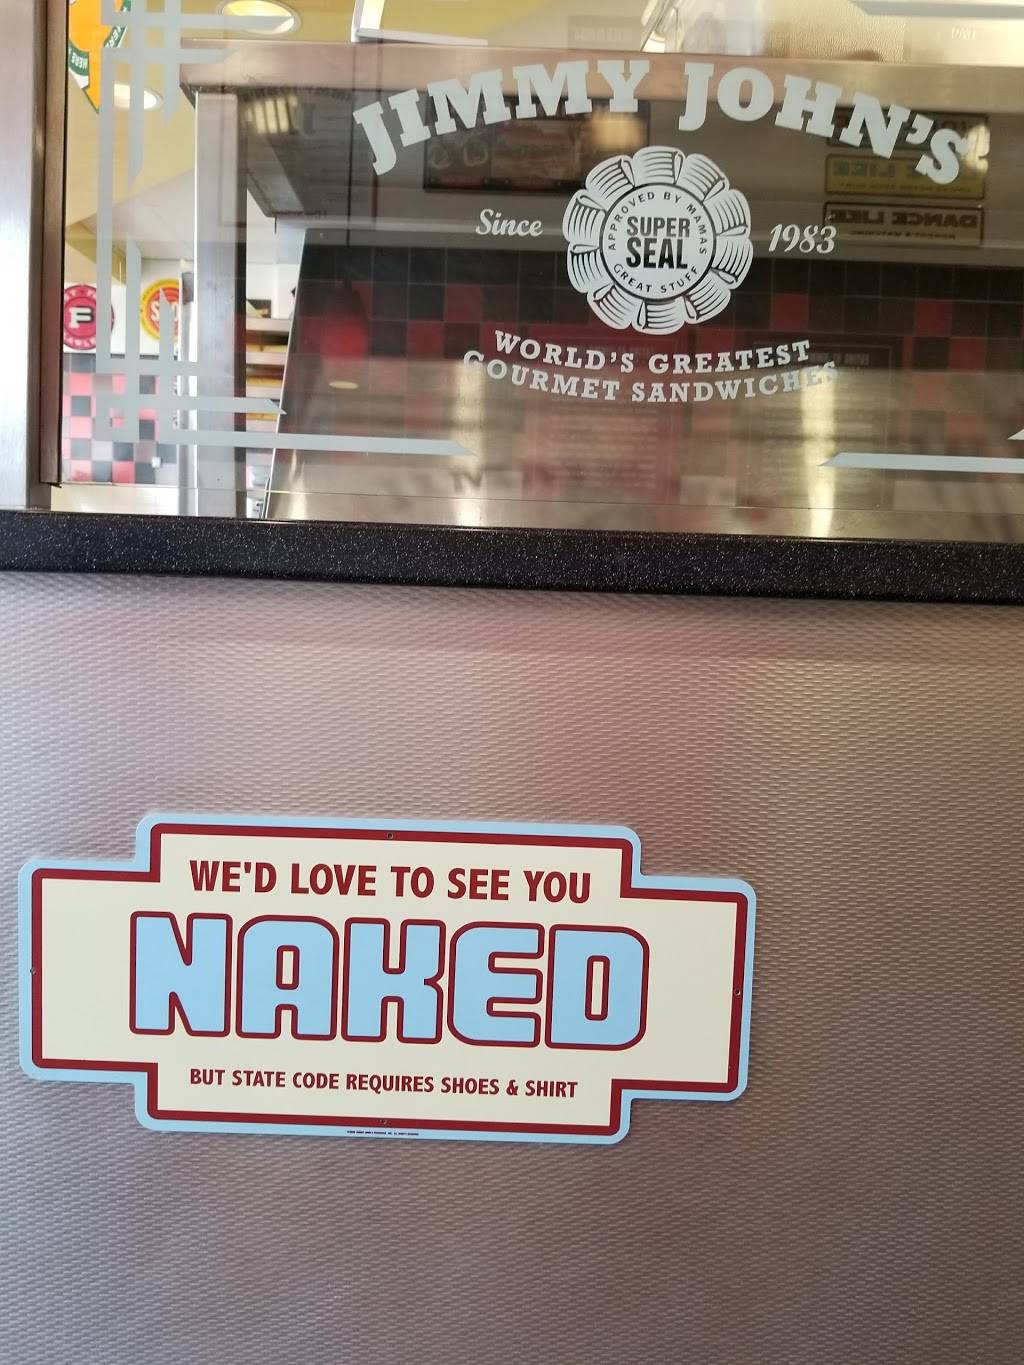 JIMMY JOHN'S
Since
APPROVED BY MAMAS
SUPER
SEAL
GREAT STUFF
1983
WORLD'S GREATEST
GOURMET SANDWICHES
WE'D LOVE TO SEE YOU
NAKED
BUT STATE CODE REQUIRES SHOES & SHIRT